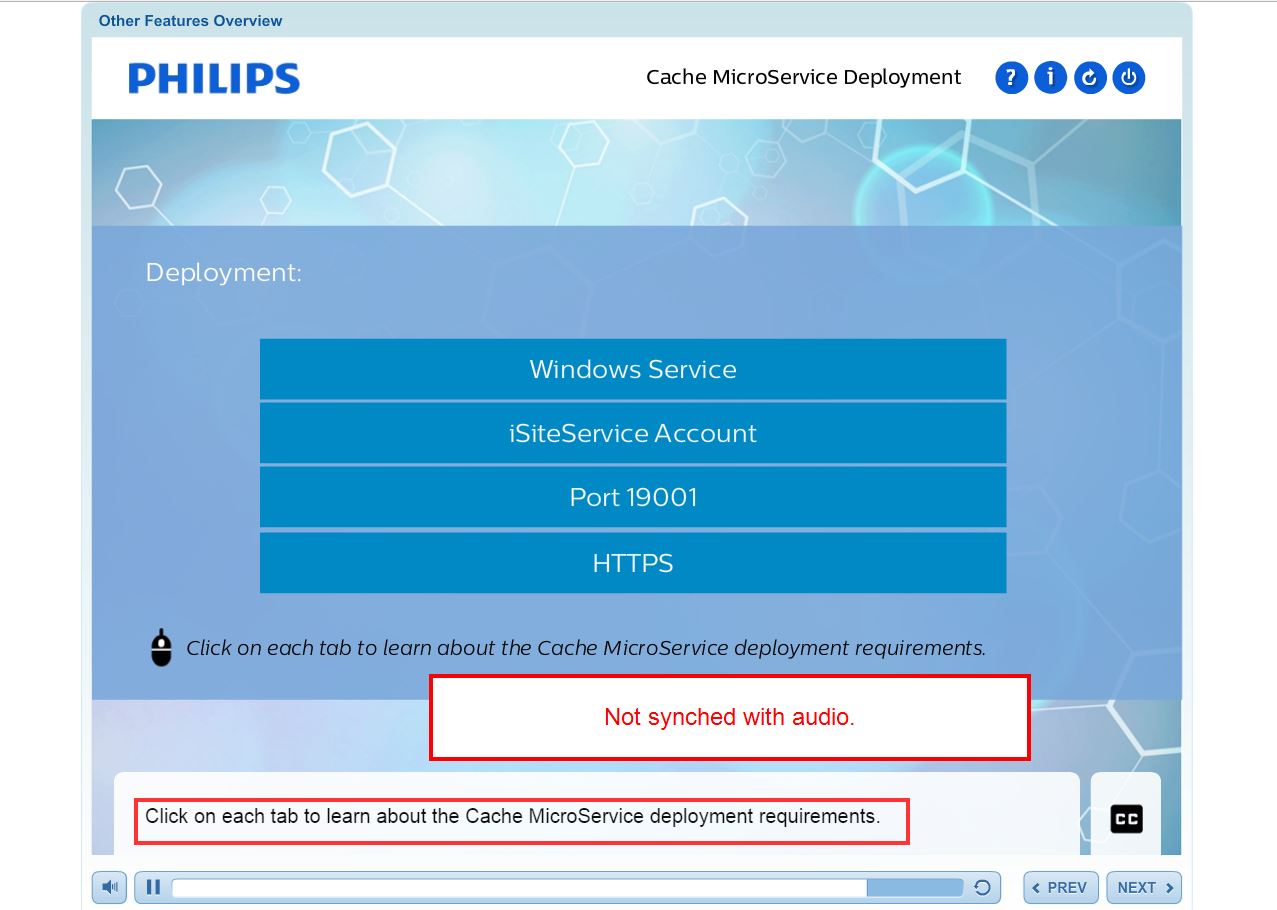 Other Features Overview
PHILIPS
Cache MicroService Deployment
? i
Deployment:
Windows Service
iSiteService Account
Port 19001
HTTPS
Click on each tab to learn about the Cache MicroService deployment requirements.
Not synched with audio.
Click on each tab to learn about the Cache MicroService deployment requirements.
CC
PREV NEXT